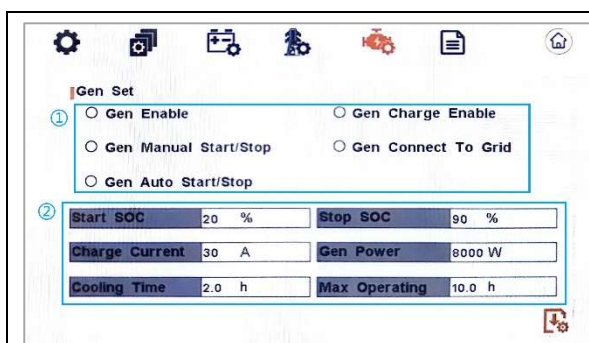 Gen Set
① Gen Enable Gen Charge Enable
Gen Manual Start/Stop Gen Connect To Grid
Gen Auto Start/Stop
② Start SOC 20 % Stop SOC 90 %
Charge Current 30 A Gen Power 8000 W
Cooling Time 2.0 h Max Operating 10.0 h